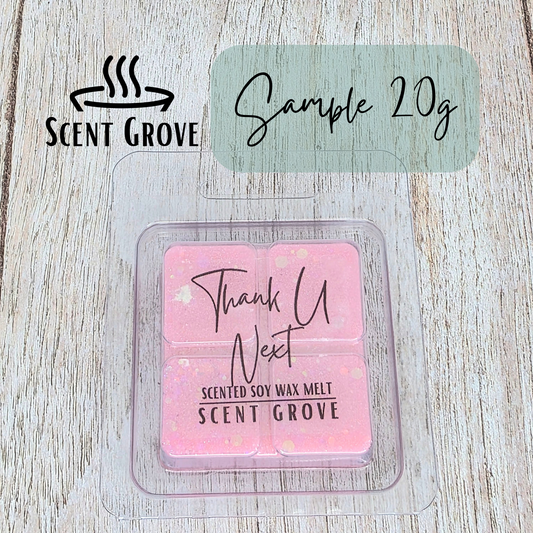 SCENT GROVE
Sample 20g
Thank U
Next
SCENTED SOY WAX MELT
SCENT GROVE